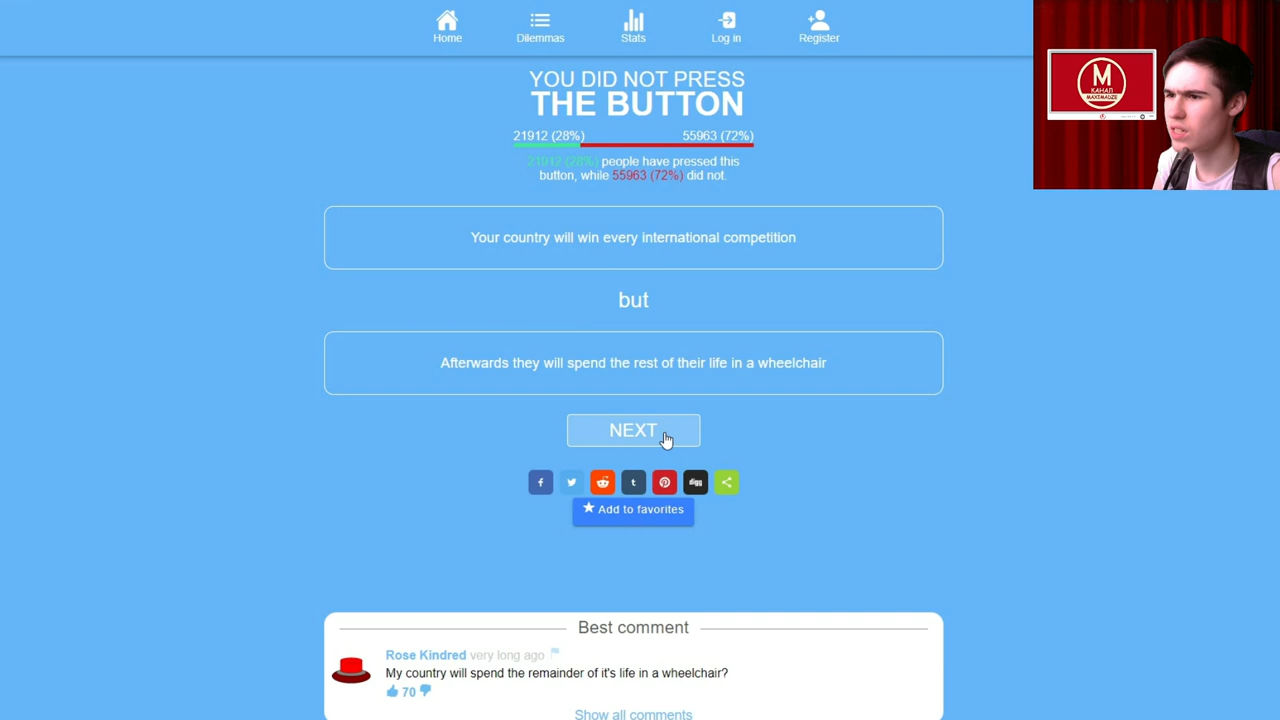 Home
Dilemmas
Stats
Log in
Register
YOU DID NOT PRESS
THE BUTTON
21912 (28%) 55963 (72%)
21912 (28%) people have pressed this
button, while 55963 (72%) did not.
Your country will win every international competition
but
Afterwards they will spend the rest of their life in a wheelchair
NEXT
f
t
digg
Add to favorites
Best comment
Rose Kindred very long ago
My country will spend the remainder of it's life in a wheelchair?
70
Show all comments
М
КАНАЛ
MAXIMADZE